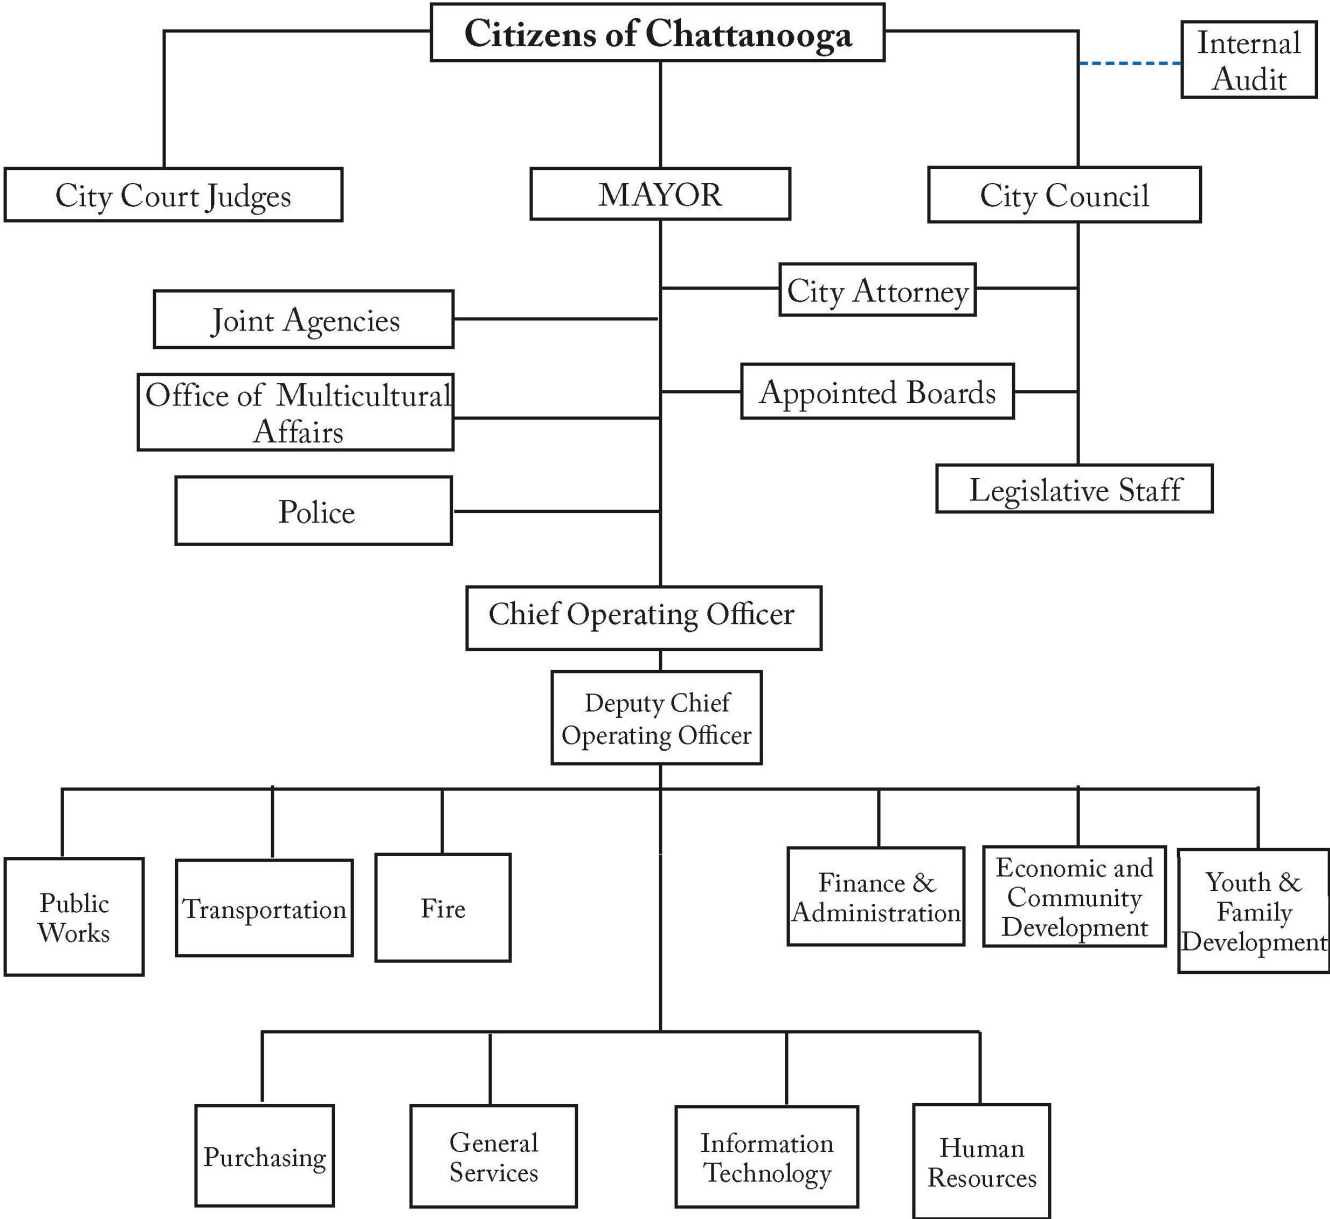 Citizens of Chattanooga
Internal
Audit
City Court Judges
MAYOR
City Council
City Attorney
Joint Agencies
Office of Multicultural
Affairs
Appointed Boards
Police
Legislative Staff
Chief Operating Officer
Deputy Chief
Operating Officer
Public
Works
Transportation
Fire
Finance &
Administration
Economic and
Community
Development
Youth &
Family
Development
Purchasing
General
Services
Information
Technology
Human
Resources